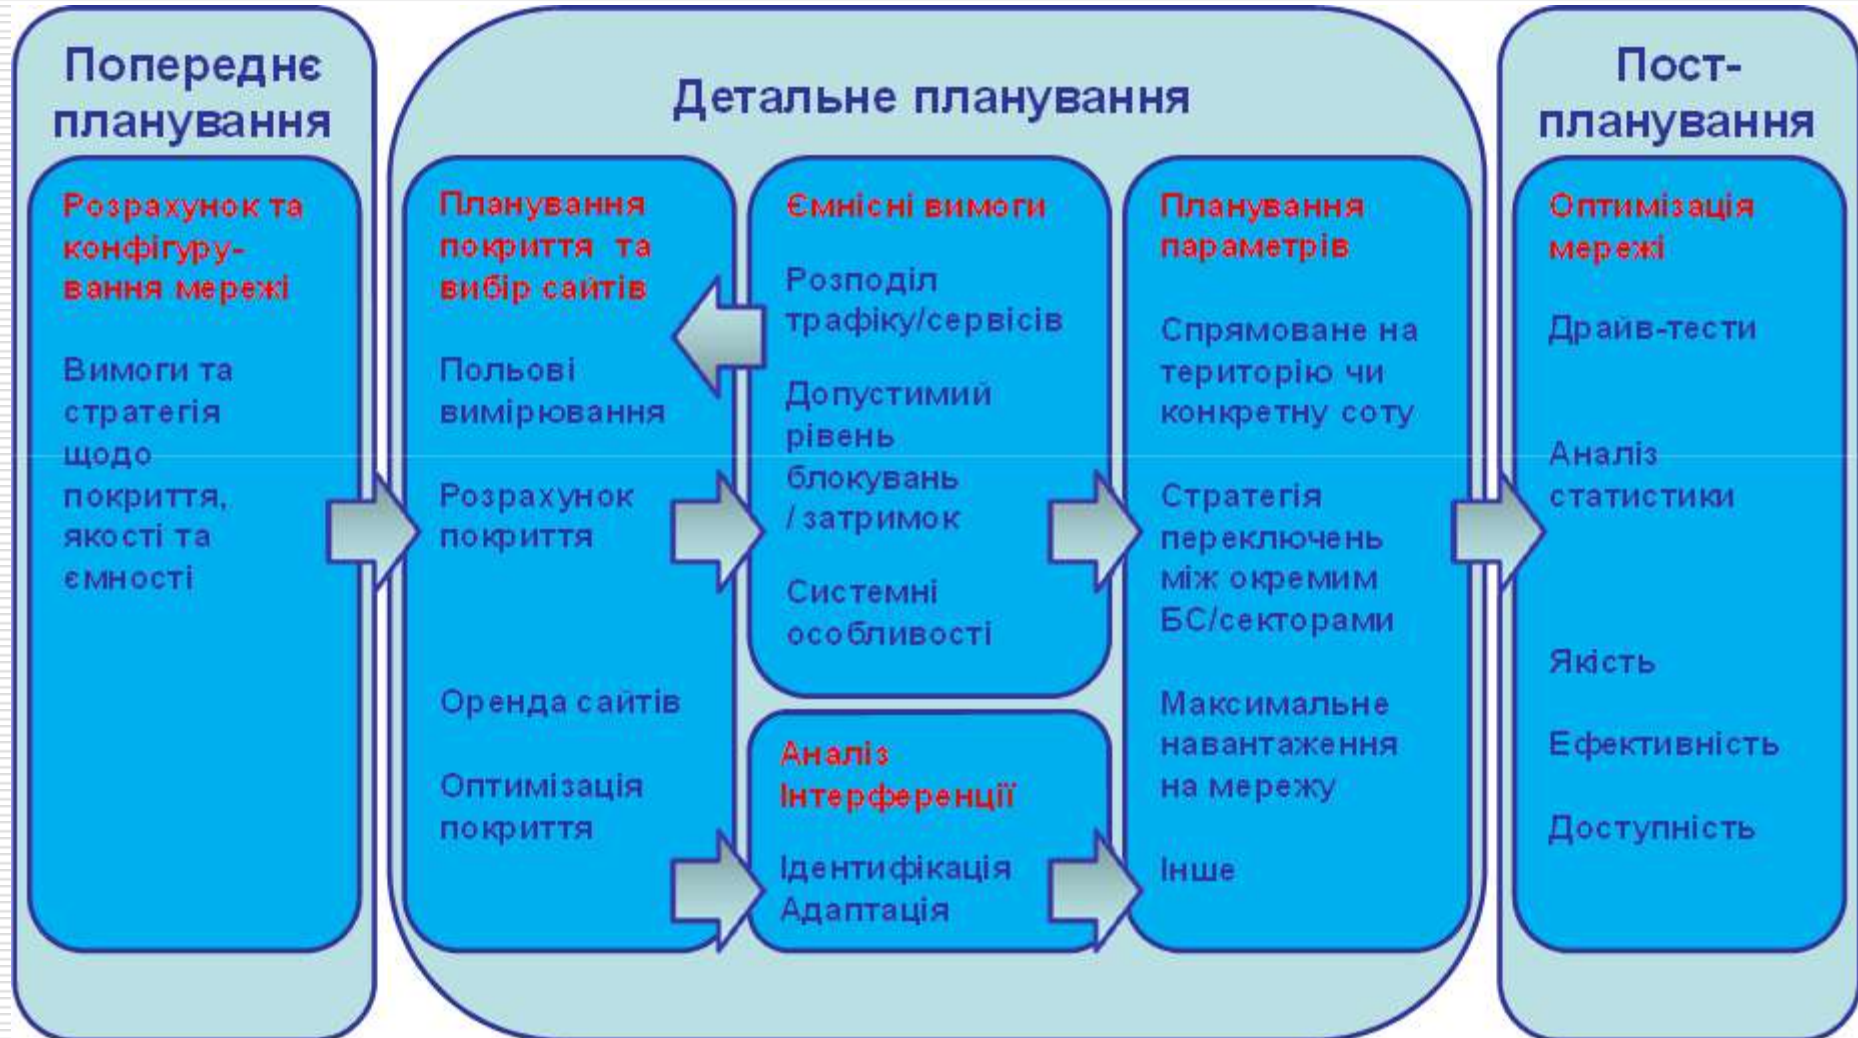 Попереднє
планування
Розрахунок та
конфігуру-
вання мережі
Вимоги та
стратегія
щодо
покриття,
якості та
ємності
Детальне планування
Планування
покриття та
вибір сайтів
Польові
вимірювання
Розрахунок
покриття
Оренда сайтів
Оптимізація
покриття
Ємнісні вимоги
Розподіл
трафіку/сервісів
Допустимий
рівень
блокувань
/ затримок
Системні
особливості
Аналіз
Інтерференції
Ідентифікація
Адаптація
Планування
параметрів
Спрямоване на
територію чи
конкретну соту
Стратегія
переключень
між окремим
БС/секторами
Максимальне
навантаження
на мережу
Інше
Пост-
планування
Оптимізація
мережі
Драйв-тести
Аналіз
статистики
Якість
Ефективність
Доступність